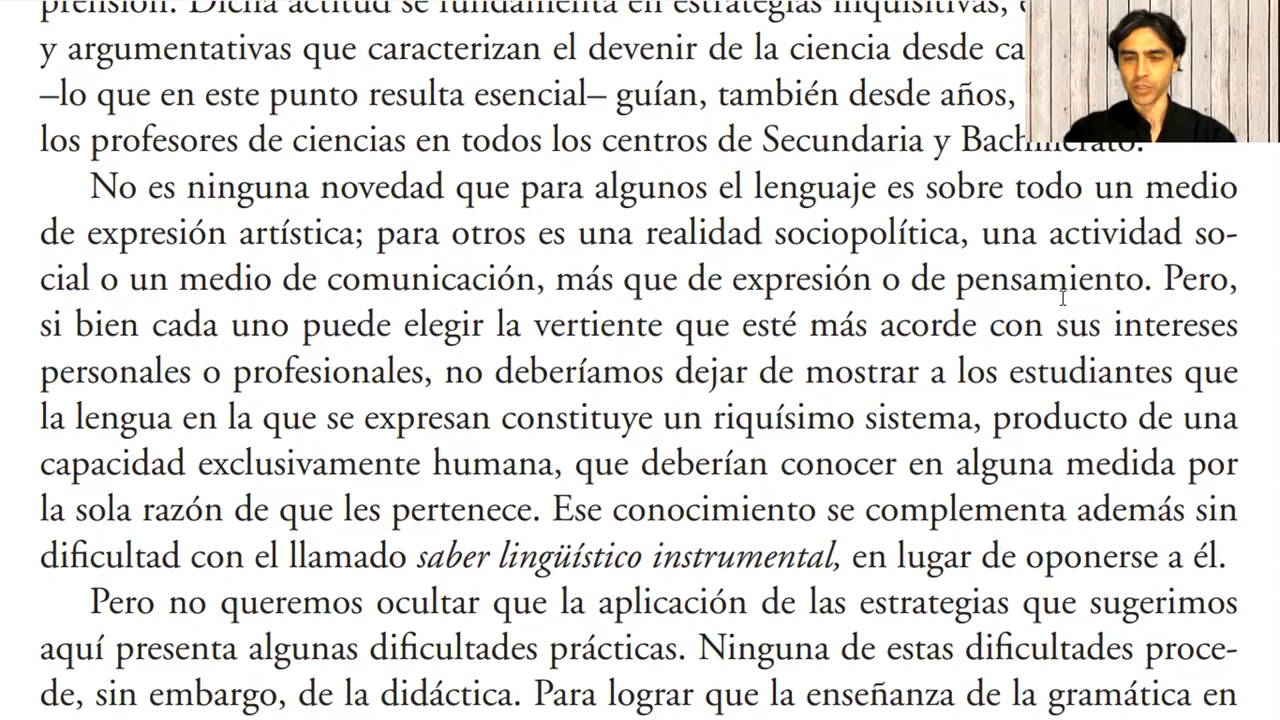 prensión. Dicha actitud se fundamenta en estrategias inquisitivas,
y argumentativas que caracterizan el devenir de la ciencia desde
–lo que en este punto resulta esencial– guían, también desde años,
los profesores de ciencias en todos los centros de Secundaria y Bachillerato.
No es ninguna novedad que para algunos el lenguaje es sobre todo un medio
de expresión artística; para otros es una realidad sociopolítica, una actividad so-
cial o un medio de comunicación, más que de expresión o de pensamiento. Pero,
si bien cada uno puede elegir la vertiente que esté más acorde con sus intereses
personales o profesionales, no deberíamos dejar de mostrar a los estudiantes que
la lengua en la que se expresan constituye un riquísimo sistema, producto de una
capacidad exclusivamente humana, que deberían conocer en alguna medida por
la sola razón de que les pertenece. Ese conocimiento se complementa además sin
dificultad con el llamado saber lingüístico instrumental, en lugar de oponerse a él.
Pero no queremos ocultar que la aplicación de las estrategias que sugerimos
aquí presenta algunas dificultades prácticas. Ninguna de estas dificultades proce-
de, sin embargo, de la didáctica. Para lograr que la enseñanza de la gramática en